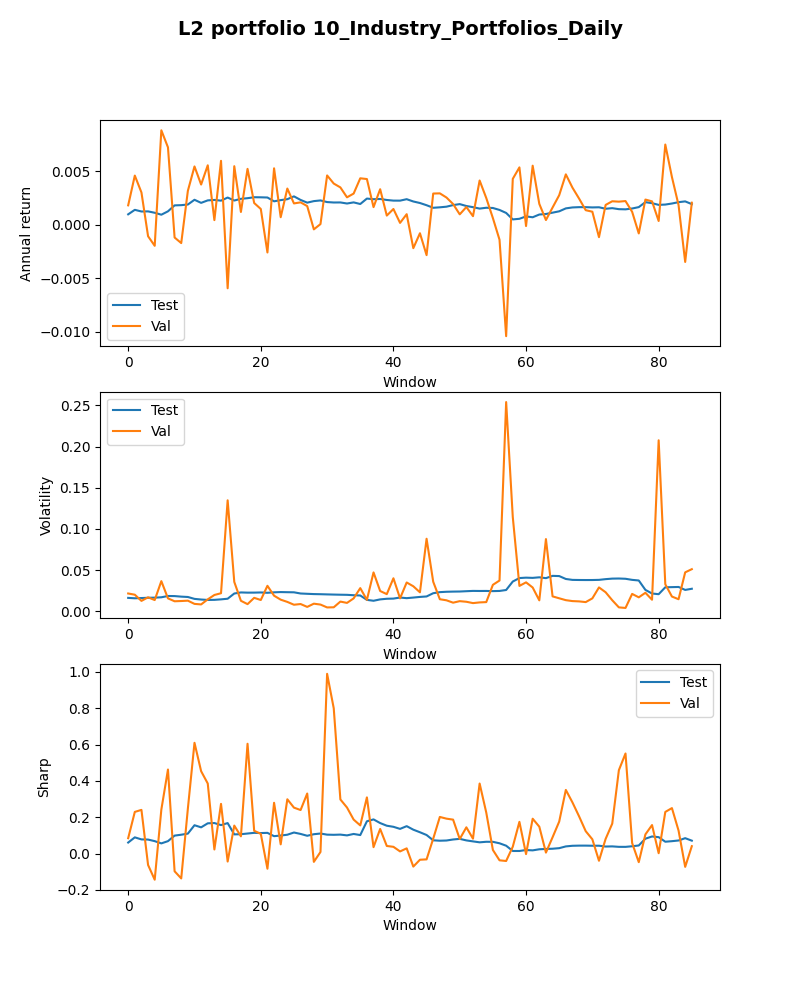 L2 portfolio 10_Industry_Portfolios_Daily
0.005
0.000
−0.005
−0.010
Annual return
Test
Val
0 20 40 60 80
Window
0.25
0.20
0.15
0.10
0.05
0.00
Volatility
Test
Val
0 20 40 60 80
Window
1.0
0.8
0.6
0.4
0.2
0.0
−0.2
Sharp
Test
Val
0 20 40 60 80
Window